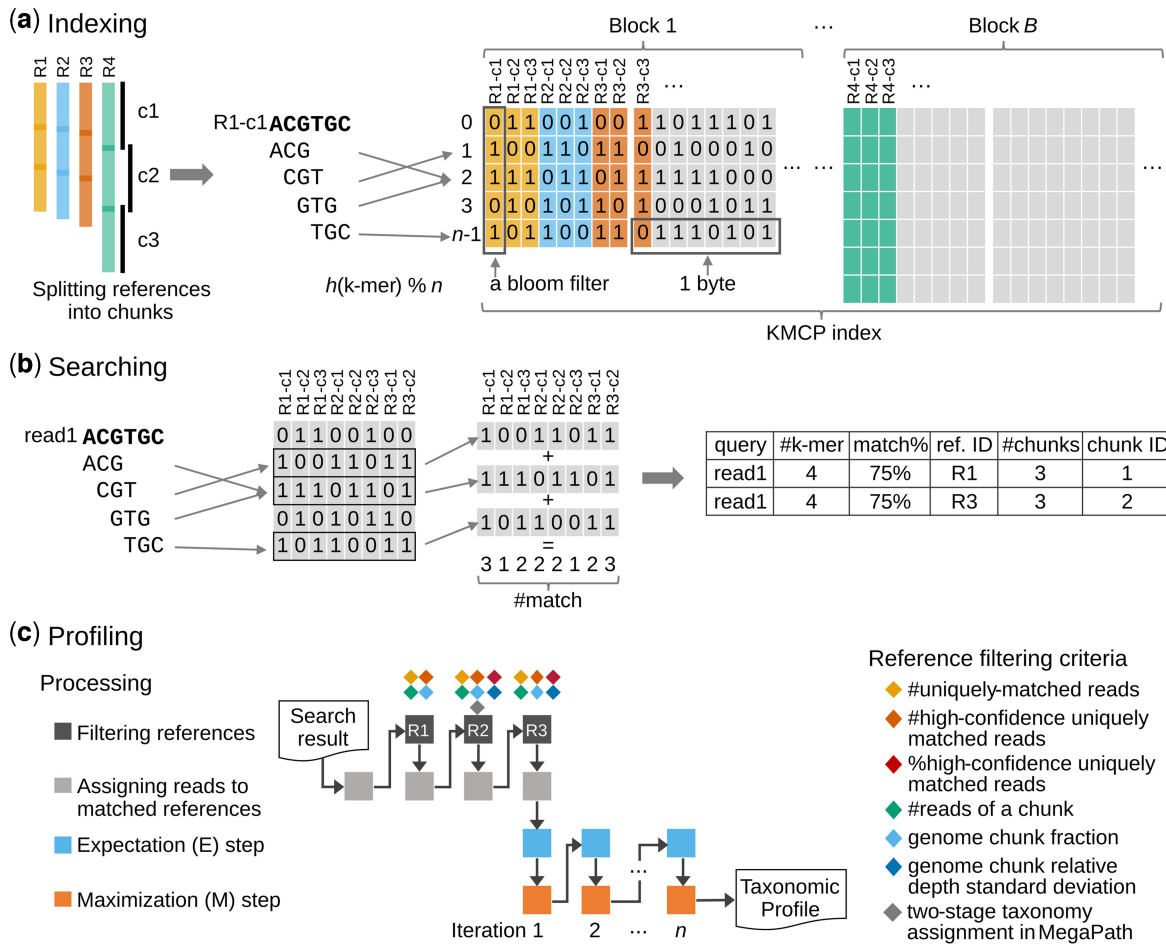 (a) Indexing
R1 R2 R3 R4
c1
c2
c3
Splitting references
into chunks
R1-c1 ACGTGC
ACG
CGT
GTG
TGC
h(k-mer) % n
Block 1 ... Block B
R1-c1 R1-c2 R1-c3 R2-c1 R2-c2 R2-c3 R3-c1 R3-c2 R3-c3 ...
R4-c1 R4-c2 R4-c3 ...
0 0 1 1 0 0 1 0 0 1 1 0 1 1 1 0 1
1 1 0 0 1 1 0 1 1 0 0 1 0 0 0 1 0
2 1 1 1 0 1 1 0 1 1 1 1 1 1 0 0 0
3 0 1 0 1 0 1 1 0 1 0 0 0 1 0 1 1
n-1 1 0 1 1 0 0 1 1 0 1 1 1 0 1 0 1
... ... ...
a bloom filter
1 byte
KMCP index
(b) Searching
read1 ACGTGC
ACG
CGT
GTG
TGC
R1-c1 R1-c2 R1-c3 R2-c1 R2-c2 R2-c3 R3-c1 R3-c2
0 1 1 0 0 1 0 0
1 0 0 1 1 0 1 1
1 1 1 0 1 1 0 1
0 1 0 1 0 1 1 0
1 0 1 1 0 0 1 1
R1-c1 R1-c2 R1-c3 R2-c1 R2-c2 R2-c3 R3-c1 R3-c2
1 0 0 1 1 0 1 1
+
1 1 1 0 1 1 0 1
+
1 0 1 1 0 0 1 1
=
3 1 2 2 2 1 2 3
#match
query #k-mer match% ref. ID #chunks chunk ID
read1 4 75% R1 3 1
read1 4 75% R3 3 2
(c) Profiling
Processing
Filtering references
Assigning reads to
matched references
Expectation (E) step
Maximization (M) step
Search
result
R1 R2 R3
...
Iteration 1 2 ... n
Taxonomic
Profile
Reference filtering criteria
#uniquely-matched reads
#high-confidence uniquely
matched reads
%high-confidence uniquely
matched reads
#reads of a chunk
genome chunk fraction
genome chunk relative
depth standard deviation
two-stage taxonomy
assignment in MegaPath